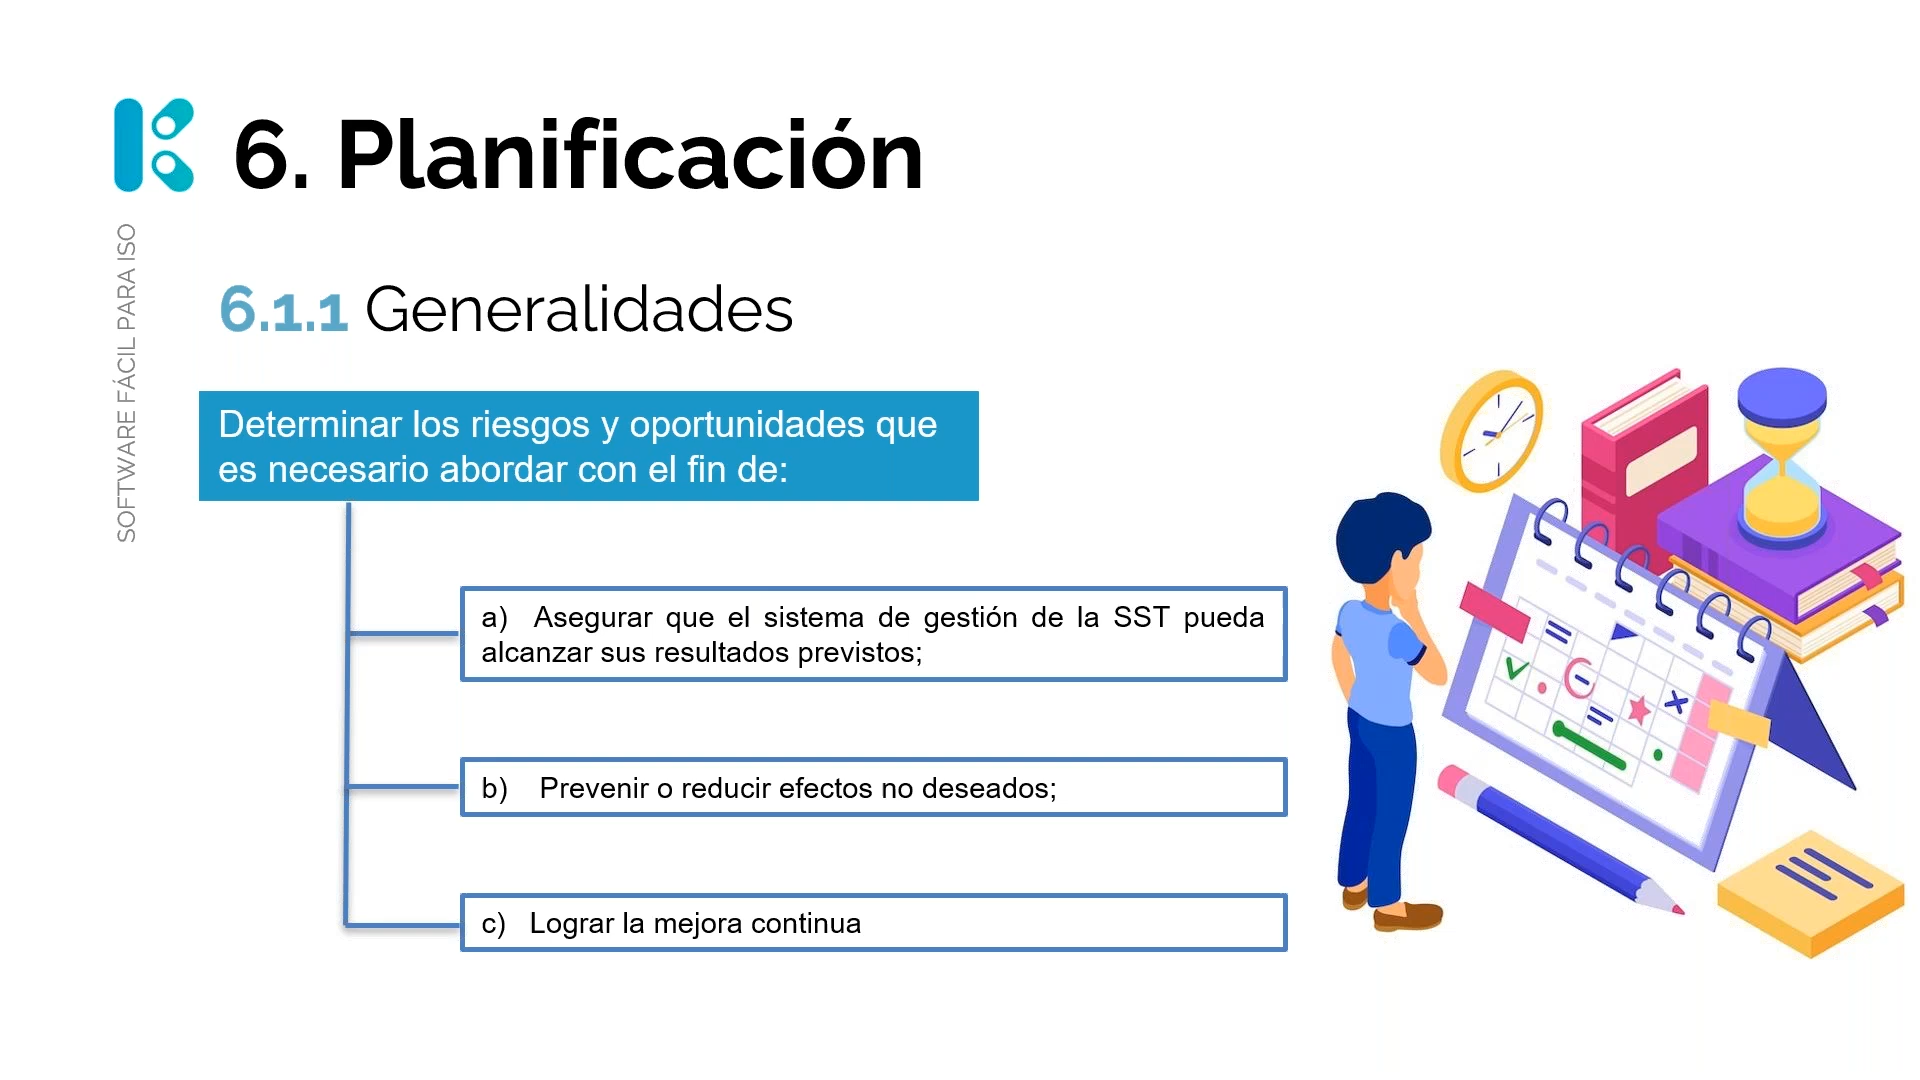 6. Planificación
SOFTWARE FÁCIL PARA ISO
6.1.1 Generalidades
Determinar los riesgos y oportunidades que
es necesario abordar con el fin de:
a) Asegurar que el sistema de gestión de la SST pueda
alcanzar sus resultados previstos;
b) Prevenir o reducir efectos no deseados;
c) Lograr la mejora continua